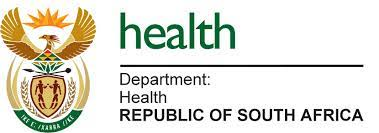 health
Department:
Health
REPUBLIC OF SOUTH AFRICA